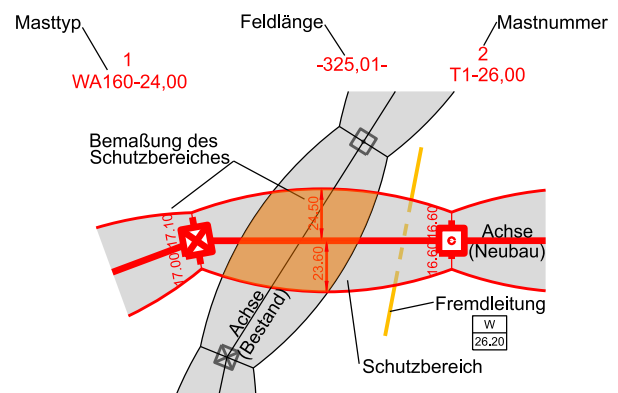 Masttyp
Feldlänge
Mastnummer
1
WA160-24,00
-325,01-
2
T1-26,00
Bemaßung des
Schutzbereiches
17.00
17.10
24.50
23.60
16.60
16.60
Achse
(Neubau)
Achse
(Bestand)
Fremdleitung
W
26.20
Schutzbereich